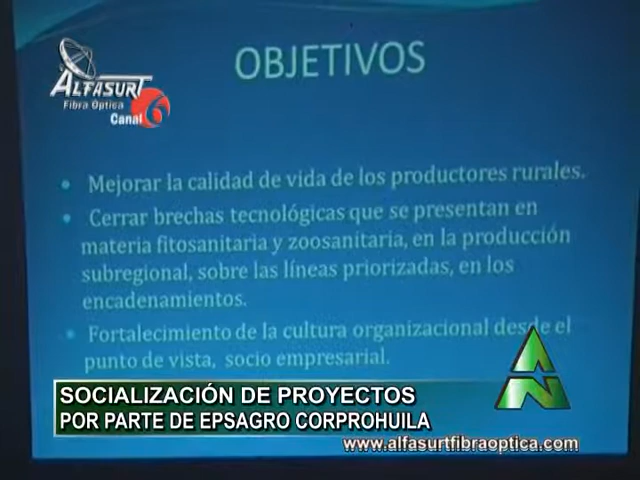 OBJETIVOS
ALFASURT
Fibra Óptica
Canal 6
• Mejorar la calidad de vida de los productores rurales.
• Cerrar brechas tecnológicas que se presentan en
materia fitosanitaria y zoosanitaria, en la producción
subregional, sobre las líneas priorizadas, en los
encadenamientos.
• Fortalecimiento de la cultura organizacional desde el
punto de vista, socio empresarial.
AN
SOCIALIZACIÓN DE PROYECTOS
POR PARTE DE EPSAGRO CORPROHUILA
www.alfasurtfibraoptica.com